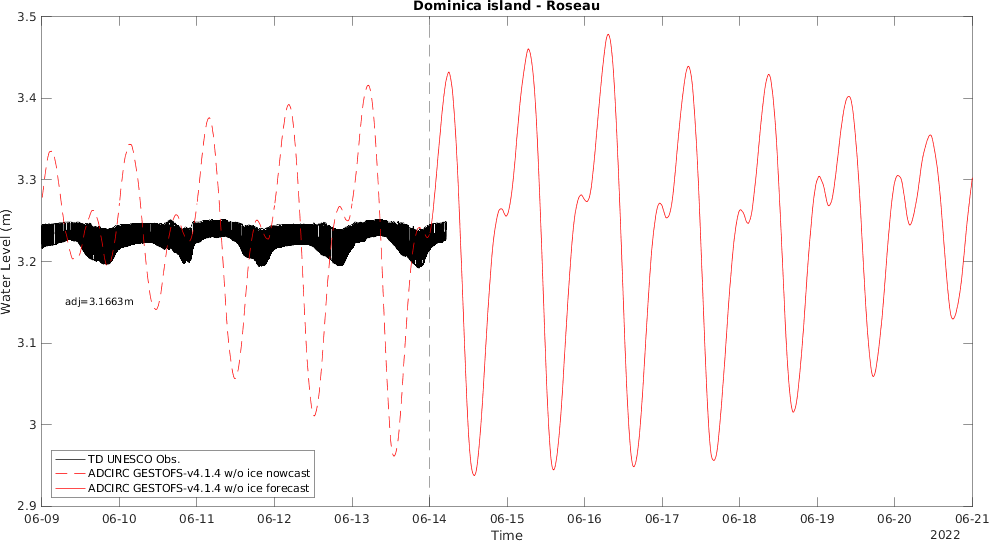 Dominica island - Roseau
3.5
3.4
3.3
3.2
3.1
3
2.9
Water Level (m)
adj=3.1663m
TD UNESCO Obs.
ADCIRC GESTOFS-v4.1.4 w/o ice nowcast
ADCIRC GESTOFS-v4.1.4 w/o ice forecast
06-09 06-10 06-11 06-12 06-13 06-14 06-15 06-16 06-17 06-18 06-19 06-20 06-21
Time
2022